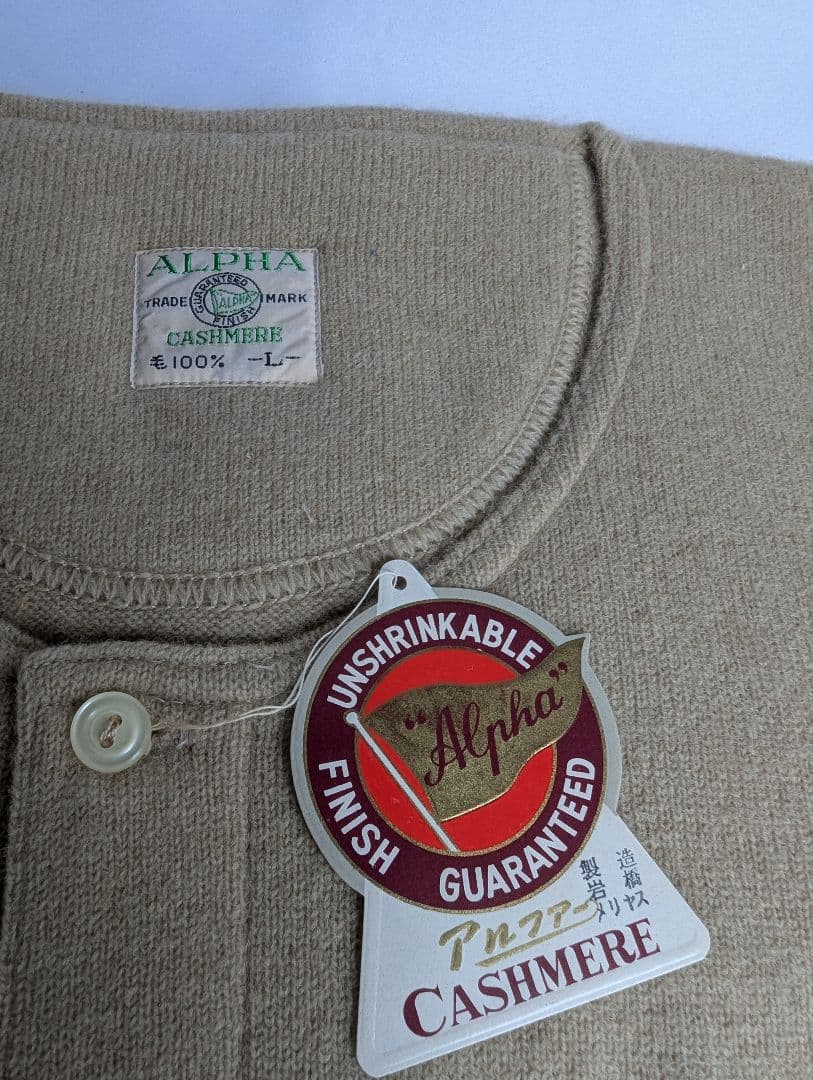 ALPHA
TRADE MARK
GUARANTEED
ALPHA
FINISH
CASHMERE
毛100% -L-
UNSHRINKABLE
"Alpha"
FINISH GUARANTEED
製造
岩橋
メリヤス
アルファー
CASHMERE